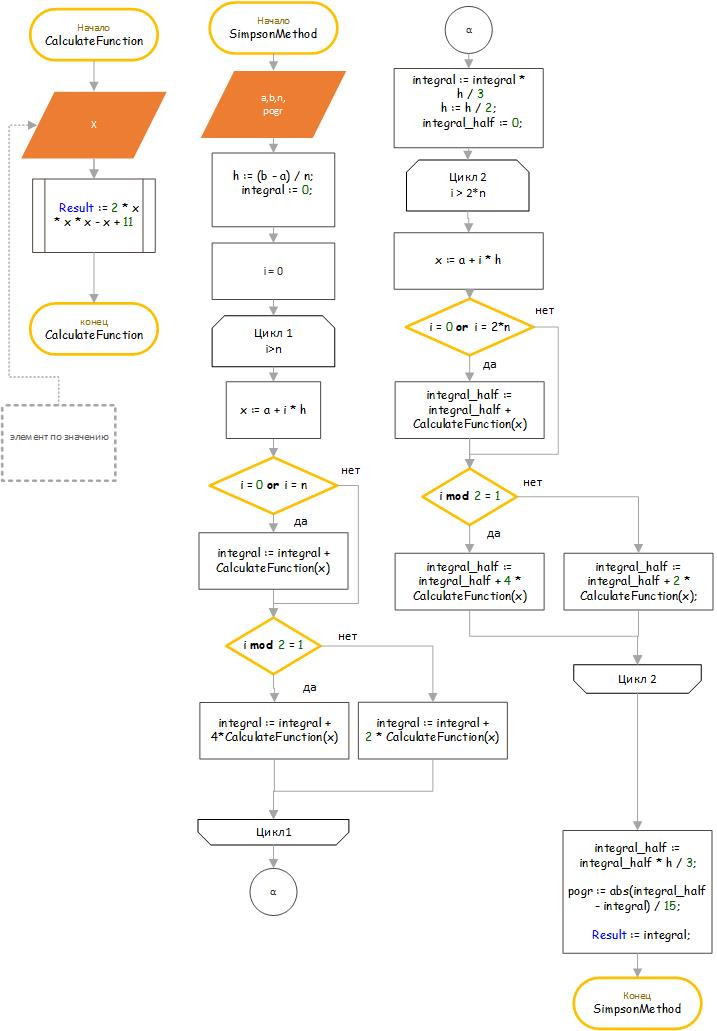 Начало
CalculateFunction
X
Result := 2 * x
* x * x - x + 11
конец
CalculateFunction
элемент по значению
Начало
SimpsonMethod
a,b,n,
pogr
h := (b - a) / n;
integral := 0;
i = 0
Цикл 1
i>n
x := a + i * h
i = 0 or i = n
нет
да
integral := integral +
CalculateFunction(x)
i mod 2 = 1
нет
да
integral := integral +
4*CalculateFunction(x)
integral := integral +
2 * CalculateFunction(x)
Цикл1
α
α
integral := integral *
h / 3
h := h / 2;
integral_half := 0;
Цикл 2
i > 2*n
x := a + i * h
i = 0 or i = 2*n
нет
да
integral_half :=
integral_half +
CalculateFunction(x)
i mod 2 = 1
нет
да
integral_half :=
integral_half + 4 *
CalculateFunction(x)
integral_half :=
integral_half + 2 *
CalculateFunction(x);
Цикл 2
integral_half :=
integral_half * h / 3;
pogr := abs(integral_half
- integral) / 15;
Result := integral;
Конец
SimpsonMethod